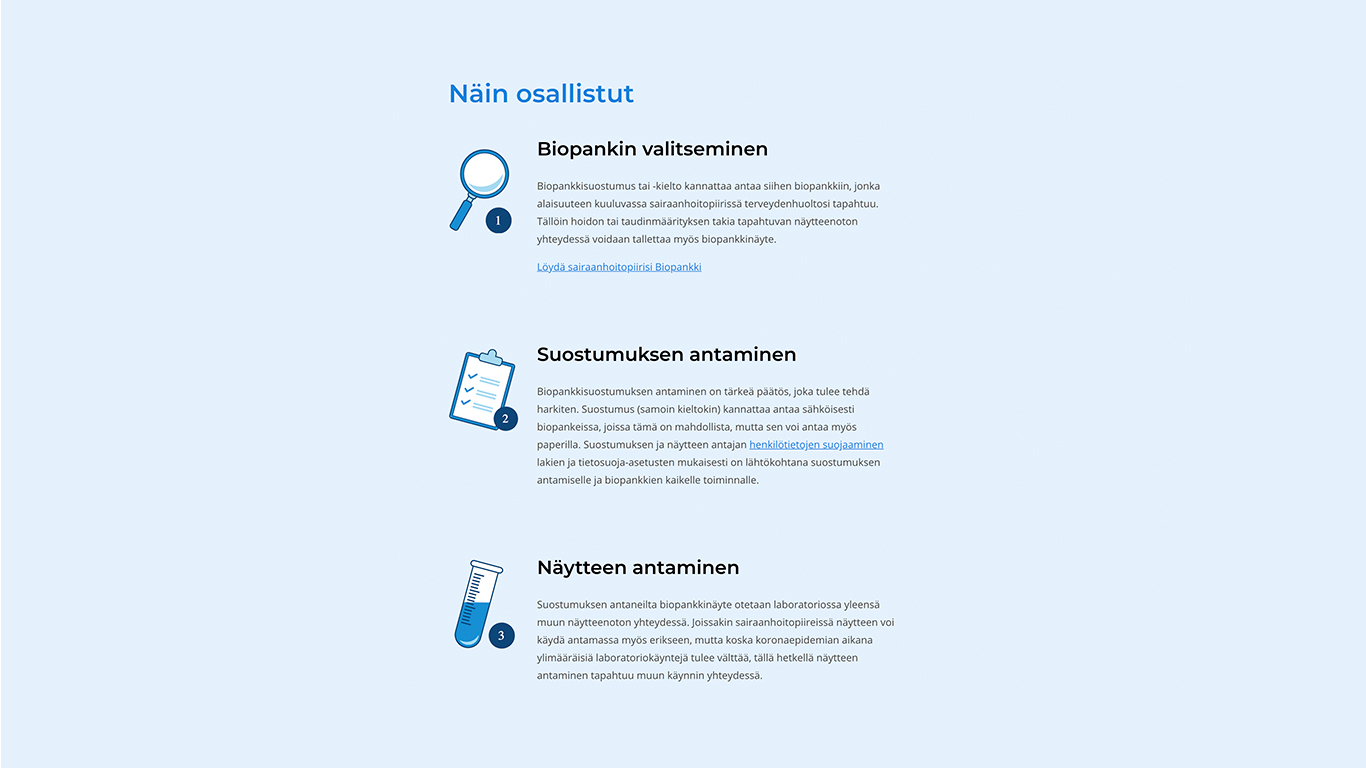 Näin osallistut
Biopankin valitseminen
Biopankkisuostumus tai -kielto kannattaa antaa siihen biopankkiin, jonka
alaisuuteen kuuluvassa sairaanhoitopiirissä terveydenhuoltosi tapahtuu.
Tällöin hoidon tai taudinmäärityksen takia tapahtuvan näytteenoton
yhteydessä voidaan tallettaa myös biopankkinäyte.
1
Löydä sairaanhoitopiirisi Biopankki
Suostumuksen antaminen
Biopankkisuostumuksen antaminen on tärkeä päätös, joka tulee tehdä
harkiten. Suostumus (samoin kieltokin) kannattaa antaa sähköisesti
biopankeissa, joissa tämä on mahdollista, mutta sen voi antaa myös
paperilla. Suostumuksen ja näytteen antajan henkilötietojen suojaaminen
lakien ja tietosuoja-asetusten mukaisesti on lähtökohtana suostumuksen
antamiselle ja biopankkien kaikelle toiminnalle.
2
Näytteen antaminen
Suostumuksen antaneilta biopankkinäyte otetaan laboratoriossa yleensä
muun näytteenoton yhteydessä. Joissakin sairaanhoitopiireissä näytteen voi
käydä antamassa myös erikseen, mutta koska koronaepidemian aikana
ylimääräisiä laboratoriokäyntejä tulee välttää, tällä hetkellä näytteen
antaminen tapahtuu muun käynnin yhteydessä.
3